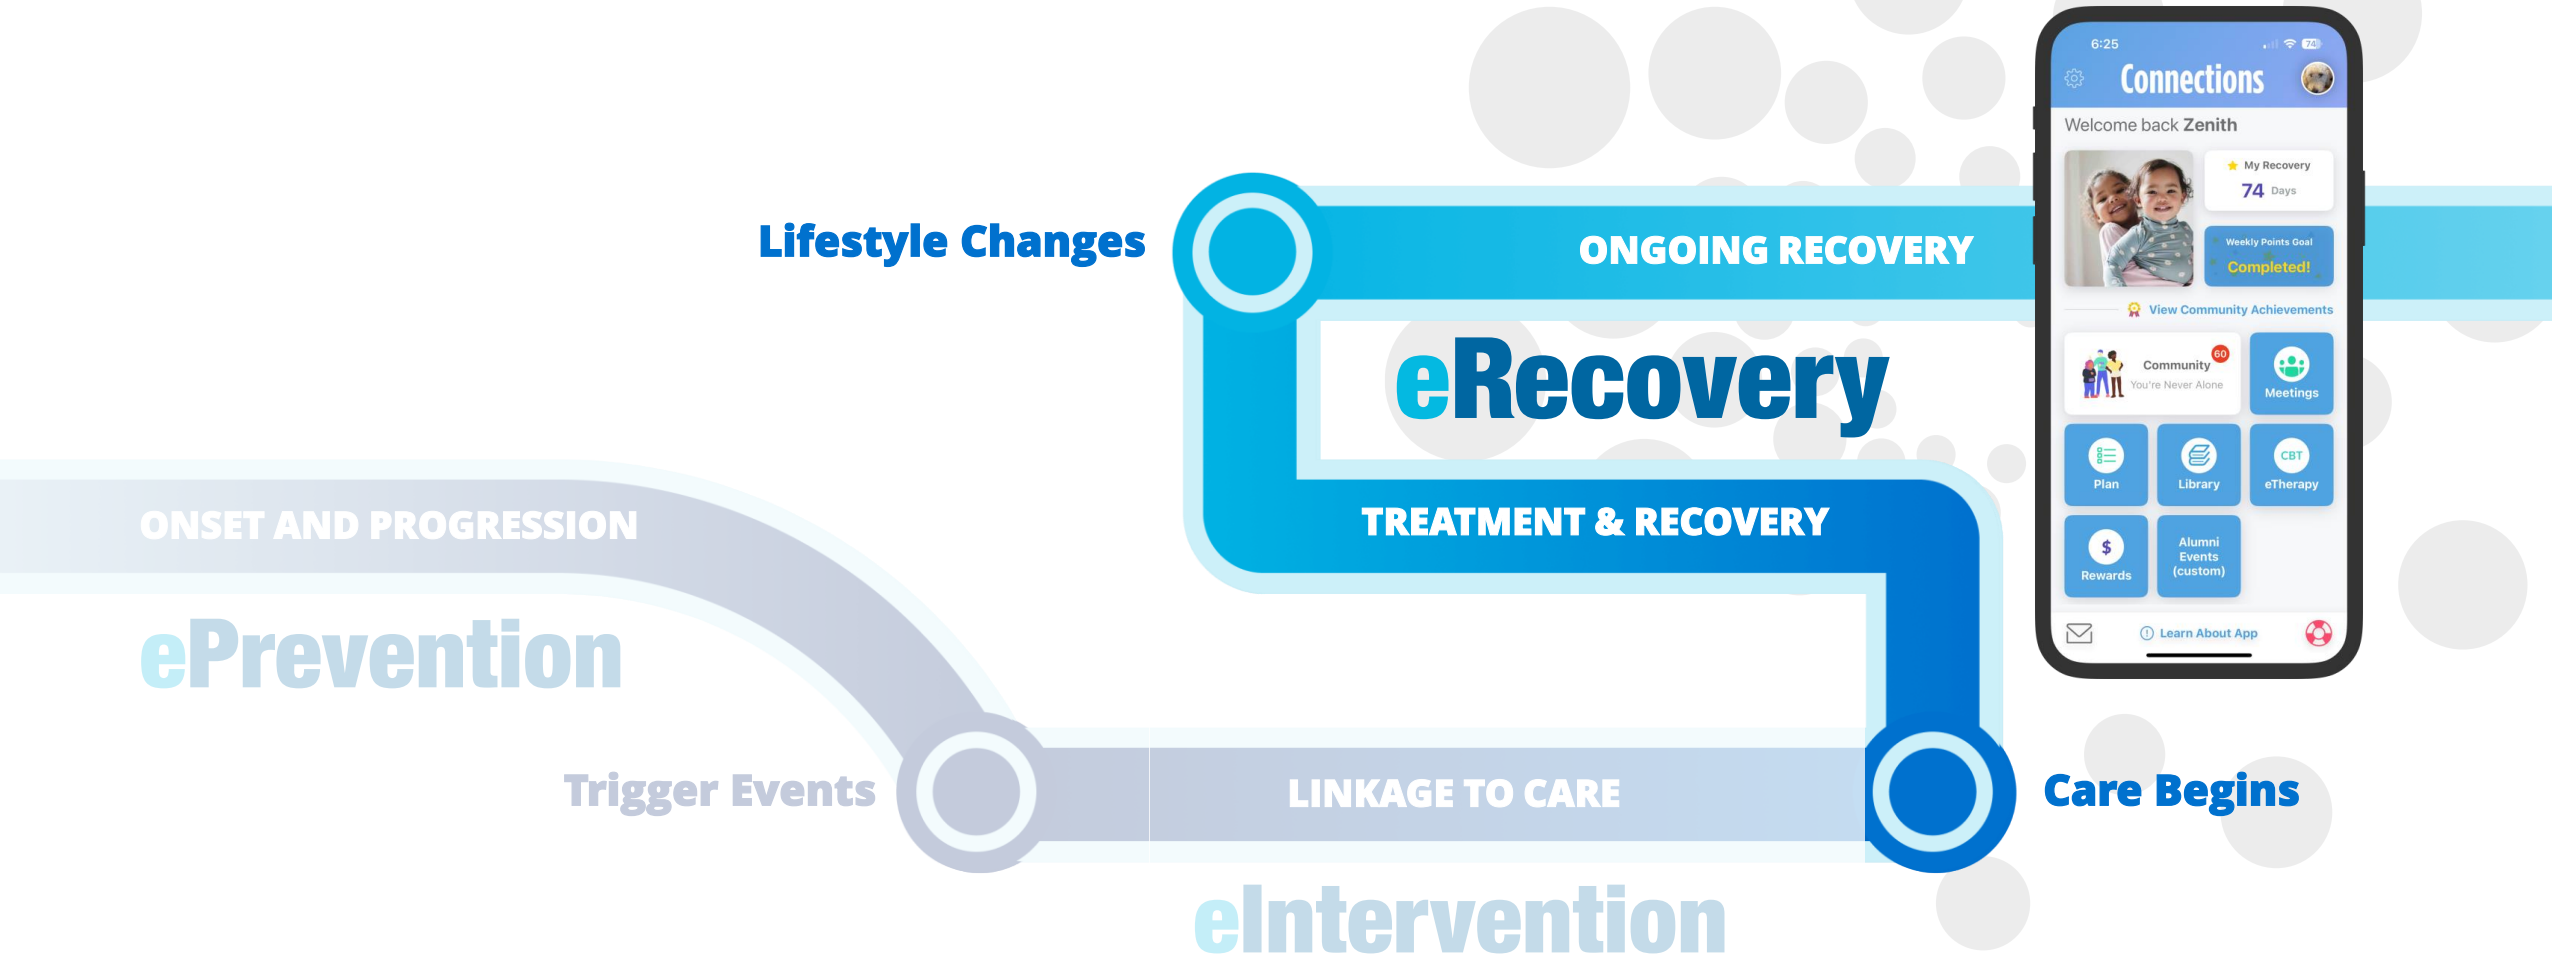 6:25
74
Connections
Welcome back Zenith
My Recovery
74 Days
Weekly Points Goal
Completed!
View Community Achievements
Community
60
You're Never Alone
Meetings
Plan
Library
CBT
eTherapy
$
Rewards
Alumni
Events
(custom)
Learn About App
Lifestyle Changes
ONGOING RECOVERY
eRecovery
TREATMENT & RECOVERY
ONSET AND PROGRESSION
ePrevention
Trigger Events
LINKAGE TO CARE
Care Begins
eIntervention